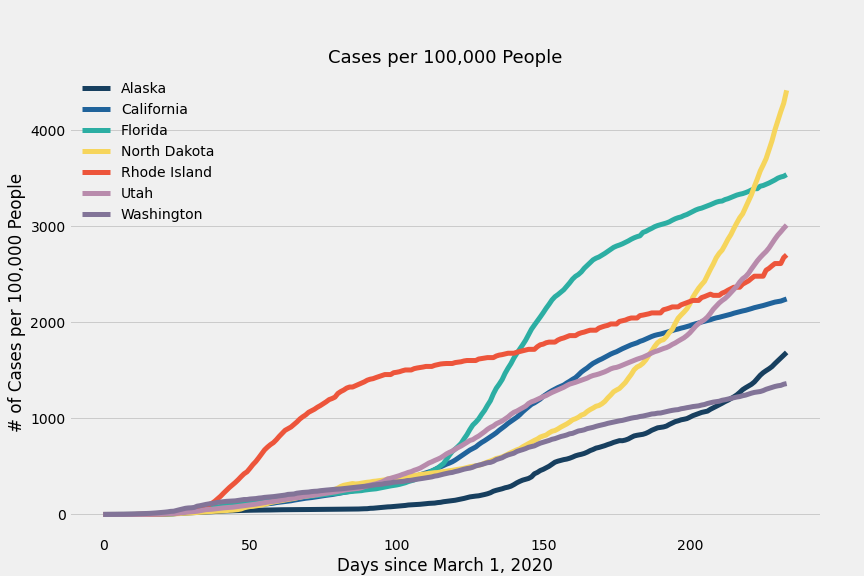 Cases per 100,000 People
Alaska
California
Florida
North Dakota
Rhode Island
Utah
Washington
# of Cases per 100,000 People
4000
3000
2000
1000
0
0 50 100 150 200
Days since March 1, 2020